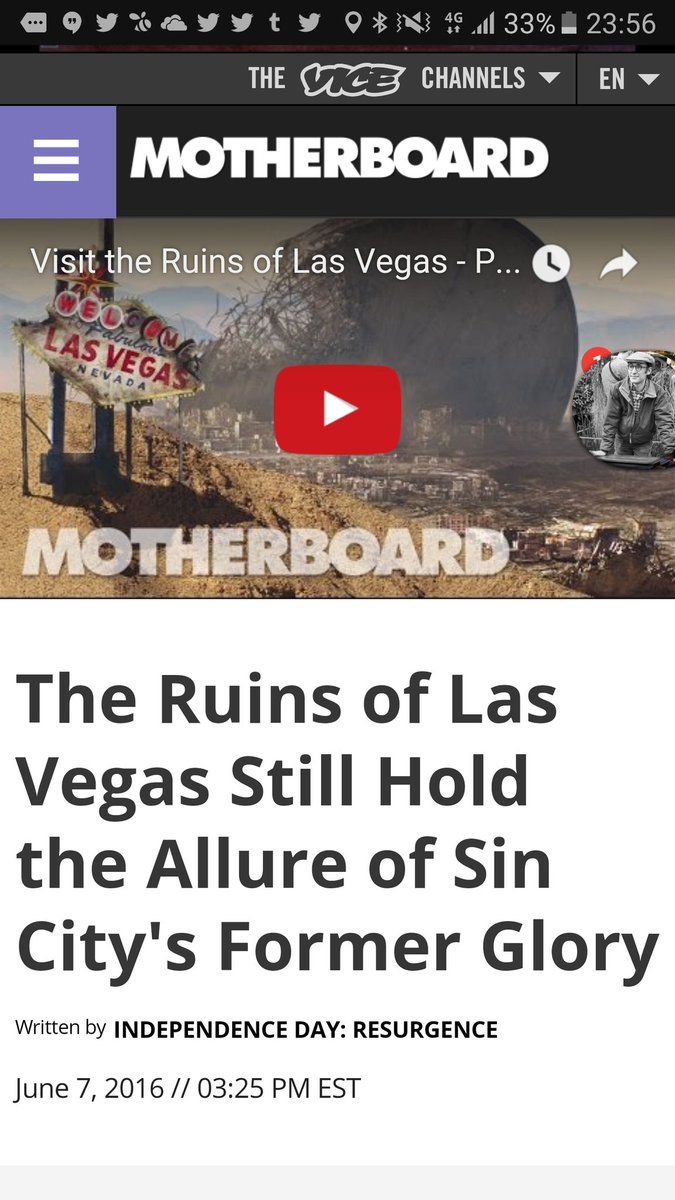 4G 33% 23:56
THE VICE CHANNELS EN
MOTHERBOARD
Visit the Ruins of Las Vegas - P...
WELCOME
to Fabulous
LAS VEGAS
NEVADA
1
MOTHERBOARD
The Ruins of Las
Vegas Still Hold
the Allure of Sin
City's Former Glory
Written by INDEPENDENCE DAY: RESURGENCE
June 7, 2016 // 03:25 PM EST